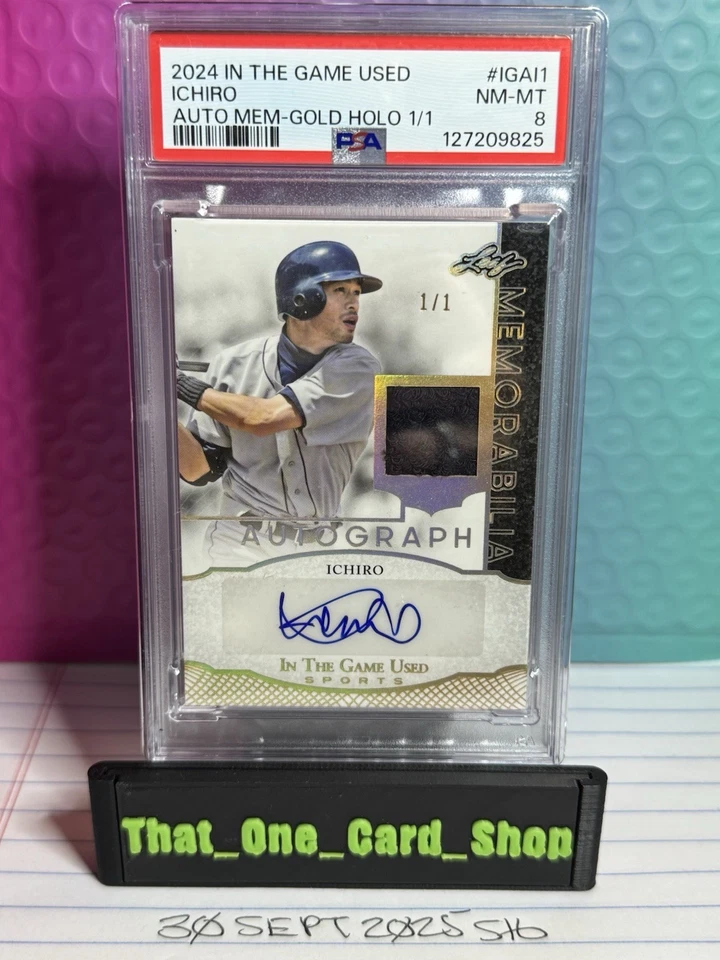 2024 IN THE GAME USED #IGAI1
ICHIRO NM-MT
AUTO MEM-GOLD HOLO 1/1 8
PSA 127209825
Leaf
1/1
MEMORABILIA
AUTOGRAPH
ICHIRO
IN THE GAME USED
SPORTS
That_One_Card_Shop
30 SEPT 2025